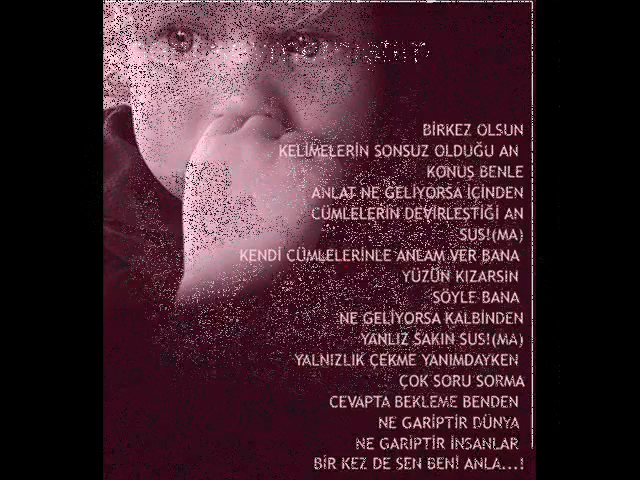 BİRKEZ OLSUN
KELİMELERİN SONSUZ OLDUĞU AN
KONUŞ BENLE
ANLAT NE GELİYORSA İÇİNDEN
CÜMLELERİN DEVİRLEŞTİĞİ AN
SUS!(MA)
KENDİ CÜMLELERİNLE ANLAM VER BANA
YÜZÜN KIZARSIN
SÖYLE BANA
NE GELİYORSA KALBİNDEN
YANLIZ SAKIN SUS!(MA)
YALNIZLIK ÇEKME YANIMDAYKEN
ÇOK SORU SORMA
CEVAPTA BEKLEME BENDEN
NE GARİPTİR DÜNYA
NE GARİPTİR İNSANLAR
BİR KEZ DE SEN BENİ ANLA...!